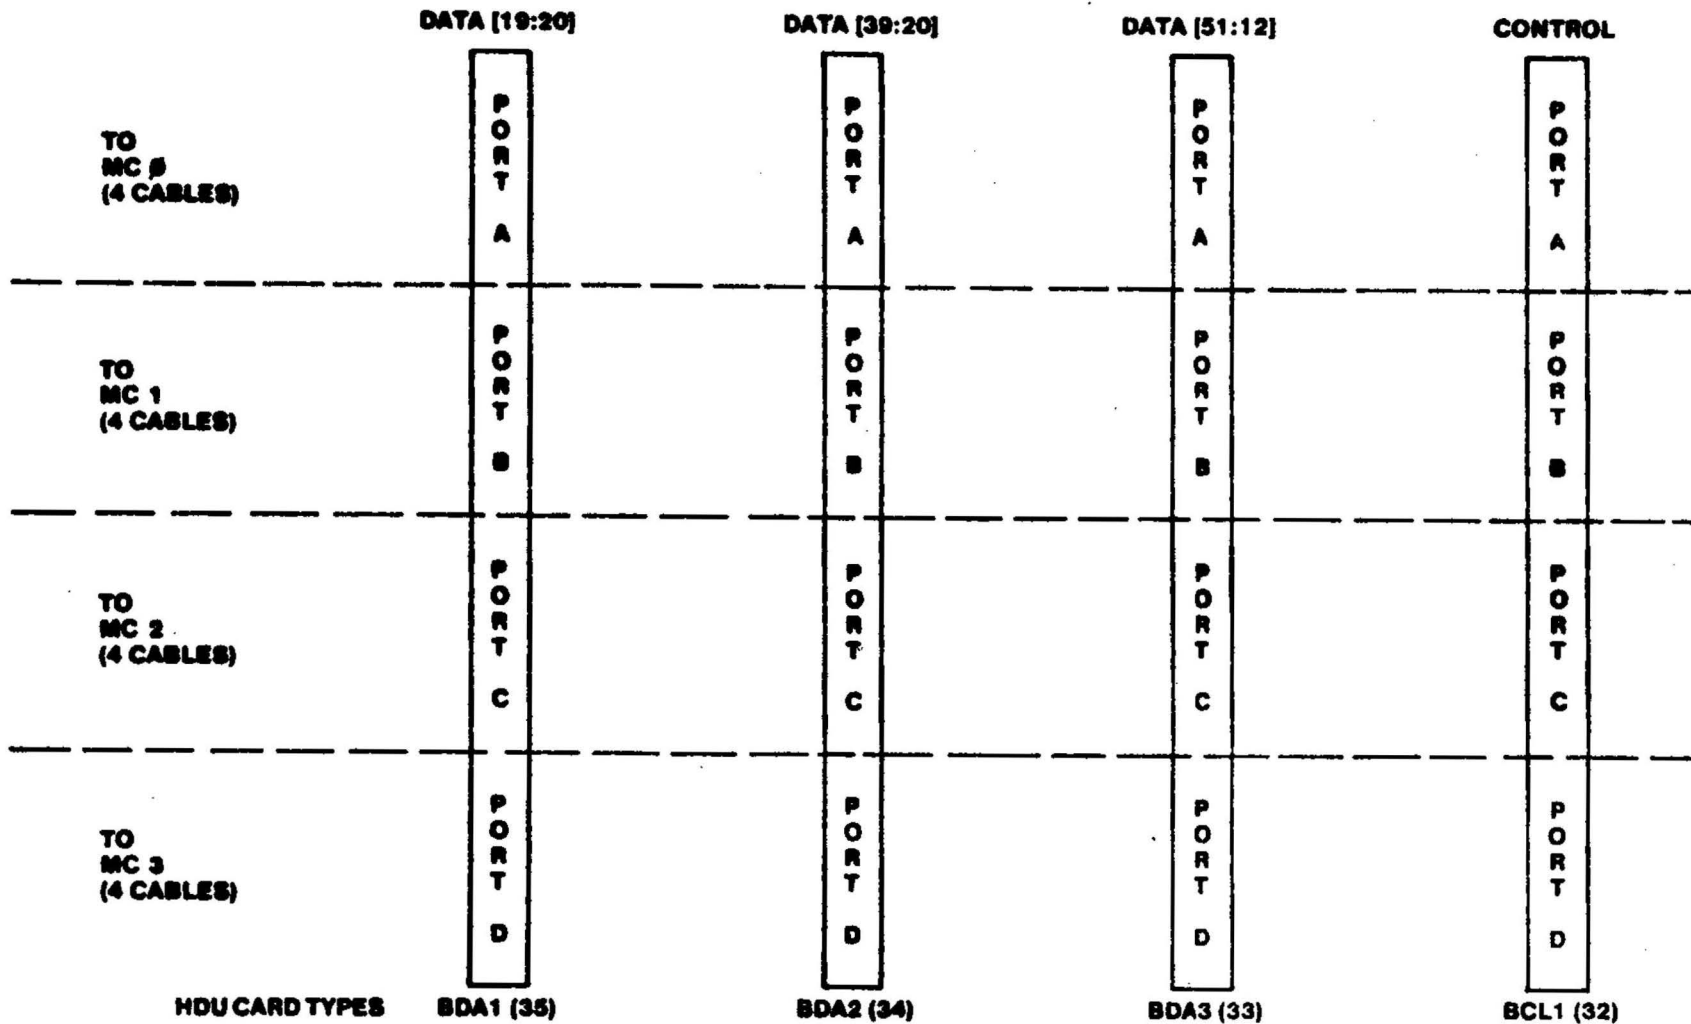 DATA [19:20] DATA [39:20] DATA [51:12] CONTROL
TO
MC Ø
(4 CABLES)
PORT A PORT A PORT A PORT A
TO
MC 1
(4 CABLES)
PORT B PORT B PORT B PORT B
TO
MC 2
(4 CABLES)
PORT C PORT C PORT C PORT C
TO
MC 3
(4 CABLES)
PORT D PORT D PORT D PORT D
HDU CARD TYPES BDA1 (35) BDA2 (34) BDA3 (33) BCL1 (32)